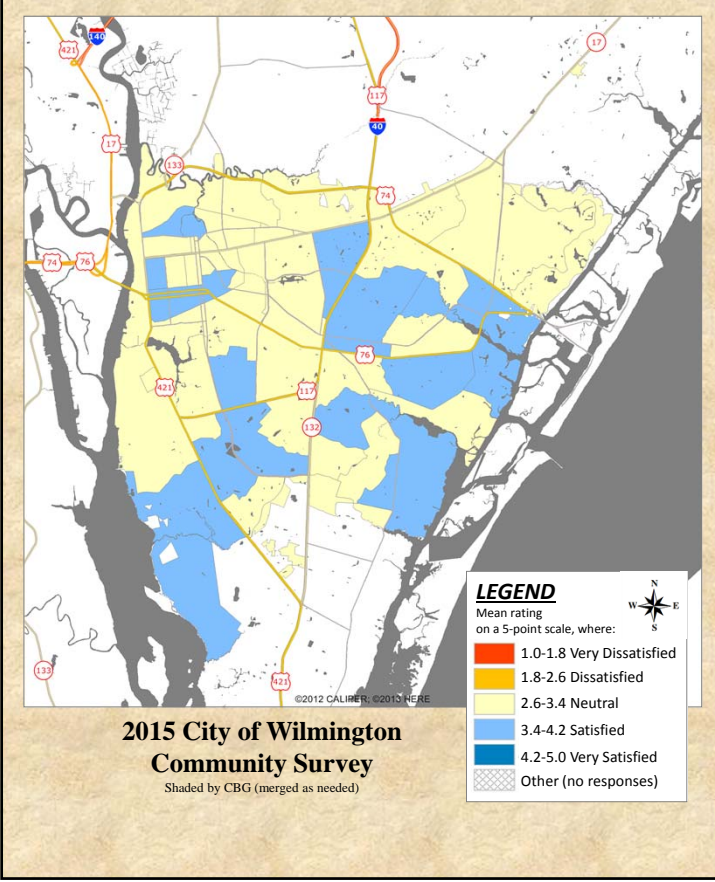 140
421
17
117
40
17
133
74
74
76
76
421
117
132
133
421
©2012 CALIPER; ©2013 HERE
LEGEND
Mean rating
on a 5-point scale, where:
N
W E
S
1.0-1.8 Very Dissatisfied
1.8-2.6 Dissatisfied
2.6-3.4 Neutral
3.4-4.2 Satisfied
4.2-5.0 Very Satisfied
Other (no responses)
2015 City of Wilmington
Community Survey
Shaded by CBG (merged as needed)